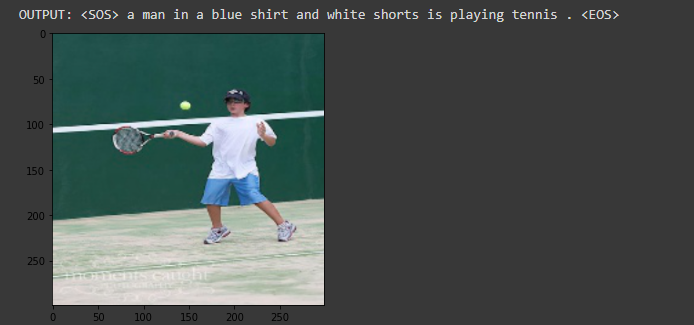 OUTPUT: <SOS> a man in a blue shirt and white shorts is playing tennis . <EOS>
0
50
100
150
200
250
moments caught
0 50 100 150 200 250